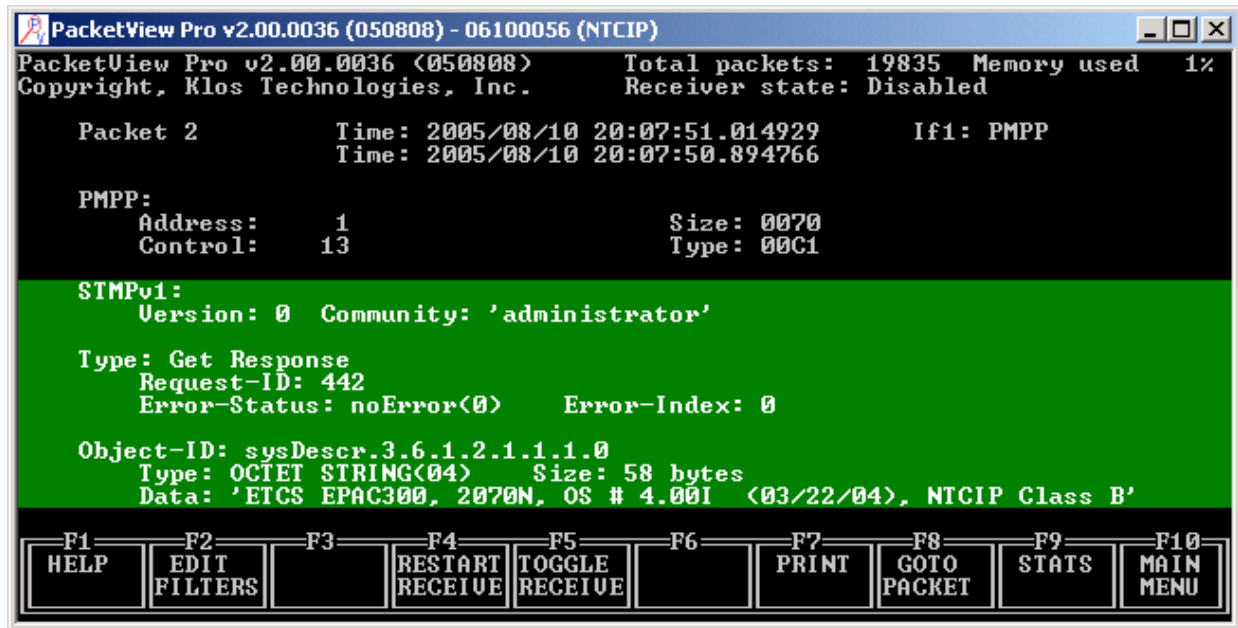 PacketView Pro v2.00.0036 (050808) - 06100056 (NTCIP)
PacketView Pro v2.00.0036 (050808) Total packets: 19835 Memory used 1%
Copyright, Klos Technologies, Inc. Receiver state: Disabled
Packet 2 Time: 2005/08/10 20:07:51.014929 If1: PMPP
Time: 2005/08/10 20:07:50.894766
PMPP:
Address: 1 Size: 0070
Control: 13 Type: 00C1
STMPv1:
Version: 0 Community: 'administrator'
Type: Get Response
Request-ID: 442
Error-Status: noError(0) Error-Index: 0
Object-ID: sysDescr.3.6.1.2.1.1.1.0
Type: OCTET STRING(04) Size: 58 bytes
Data: 'ETCS EPAC300, 2070N, OS # 4.00I (03/22/04), NTCIP Class B'
F1 F2 F3 F4 F5 F6 F7 F8 F9 F10
HELP EDIT RESTART TOGGLE PRINT GOTO STATS MAIN
FILTERS RECEIVE RECEIVE PACKET MENU